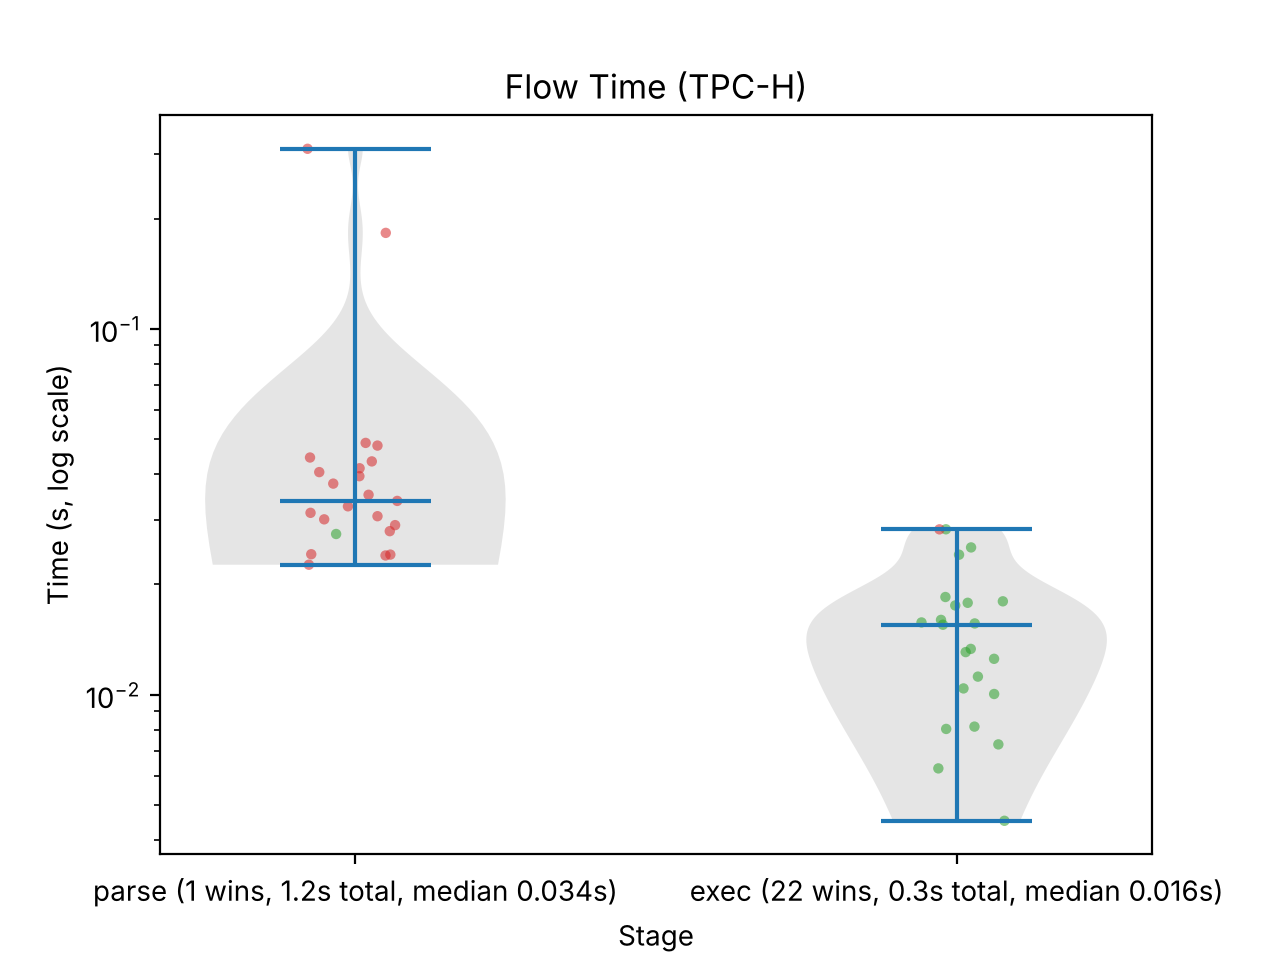 Flow Time (TPC-H)
Time (s, log scale)
10⁻¹
10⁻²
parse (1 wins, 1.2s total, median 0.034s)
exec (22 wins, 0.3s total, median 0.016s)
Stage